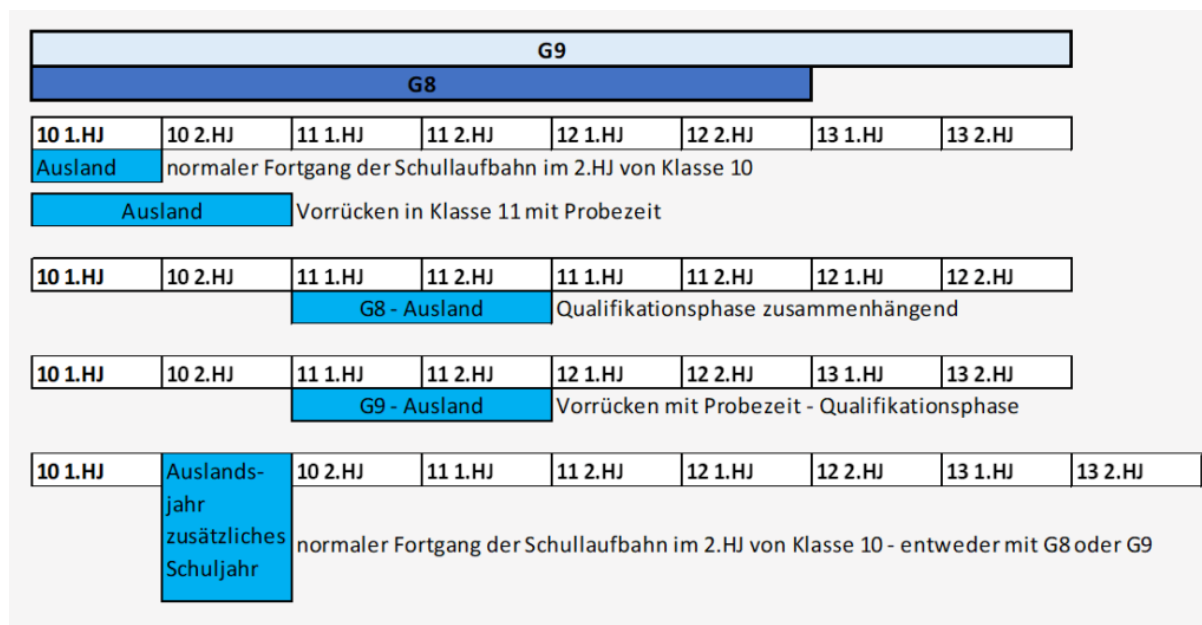 G9
G8
10 1.HJ 10 2.HJ 11 1.HJ 11 2.HJ 12 1.HJ 12 2.HJ 13 1.HJ 13 2.HJ
Ausland normaler Fortgang der Schullaufbahn im 2.HJ von Klasse 10
Ausland Vorrücken in Klasse 11 mit Probezeit
10 1.HJ 10 2.HJ 11 1.HJ 11 2.HJ 11 1.HJ 11 2.HJ 12 1.HJ 12 2.HJ
G8 - Ausland Qualifikationsphase zusammenhängend
10 1.HJ 10 2.HJ 11 1.HJ 11 2.HJ 12 1.HJ 12 2.HJ 13 1.HJ 13 2.HJ
G9 - Ausland Vorrücken mit Probezeit - Qualifikationsphase
10 1.HJ Auslands- 10 2.HJ 11 1.HJ 11 2.HJ 12 1.HJ 12 2.HJ 13 1.HJ 13 2.HJ
jahr
zusätzliches normaler Fortgang der Schullaufbahn im 2.HJ von Klasse 10 - entweder mit G8 oder G9
Schuljahr